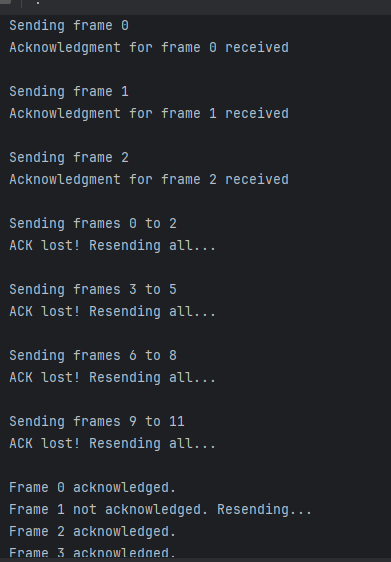 Sending frame 0
Acknowledgment for frame 0 received
Sending frame 1
Acknowledgment for frame 1 received
Sending frame 2
Acknowledgment for frame 2 received
Sending frames 0 to 2
ACK lost! Resending all...
Sending frames 3 to 5
ACK lost! Resending all...
Sending frames 6 to 8
ACK lost! Resending all...
Sending frames 9 to 11
ACK lost! Resending all...
Frame 0 acknowledged.
Frame 1 not acknowledged. Resending...
Frame 2 acknowledged.
Frame 3 acknowledged.